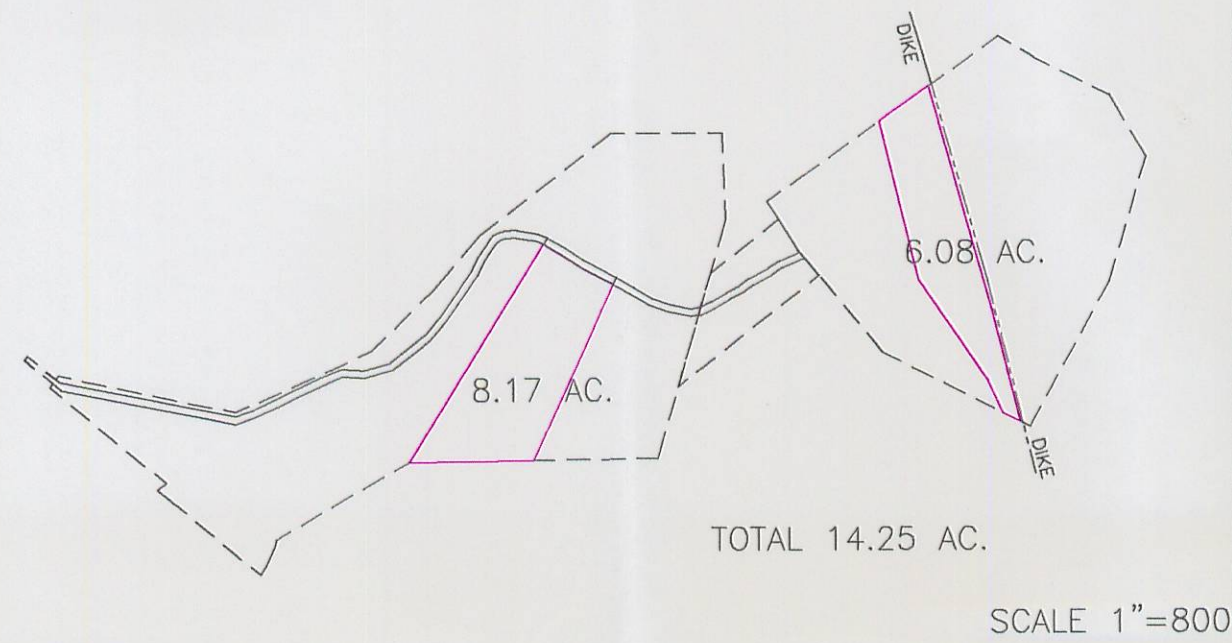 DIKE
6.08 AC.
8.17 AC.
DIKE
TOTAL 14.25 AC.
SCALE 1"=800